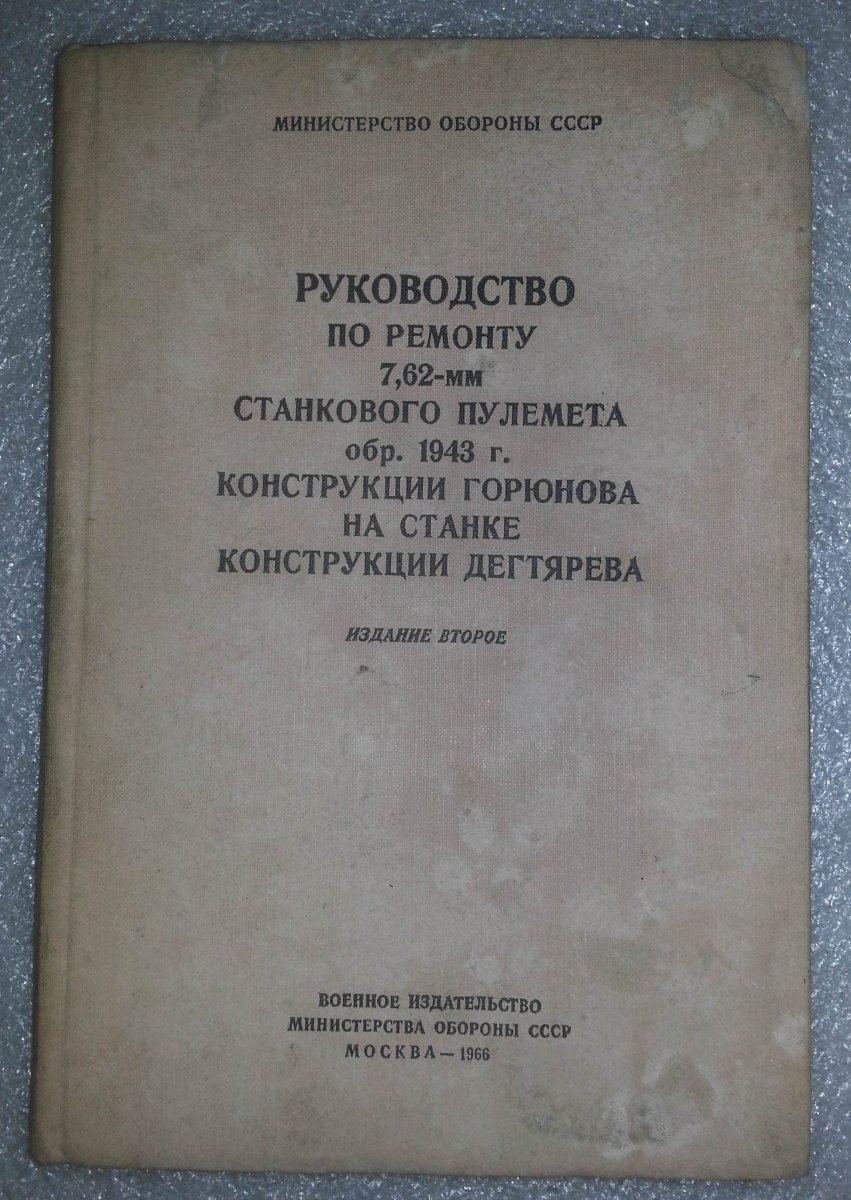 МИНИСТЕРСТВО ОБОРОНЫ СССР
РУКОВОДСТВО
ПО РЕМОНТУ
7,62-мм
СТАНКОВОГО ПУЛЕМЕТА
обр. 1943 г.
КОНСТРУКЦИИ ГОРЮНОВА
НА СТАНКЕ
КОНСТРУКЦИИ ДЕГТЯРЕВА
ИЗДАНИЕ ВТОРОЕ
ВОЕННОЕ ИЗДАТЕЛЬСТВО
МИНИСТЕРСТВА ОБОРОНЫ СССР
МОСКВА — 1966